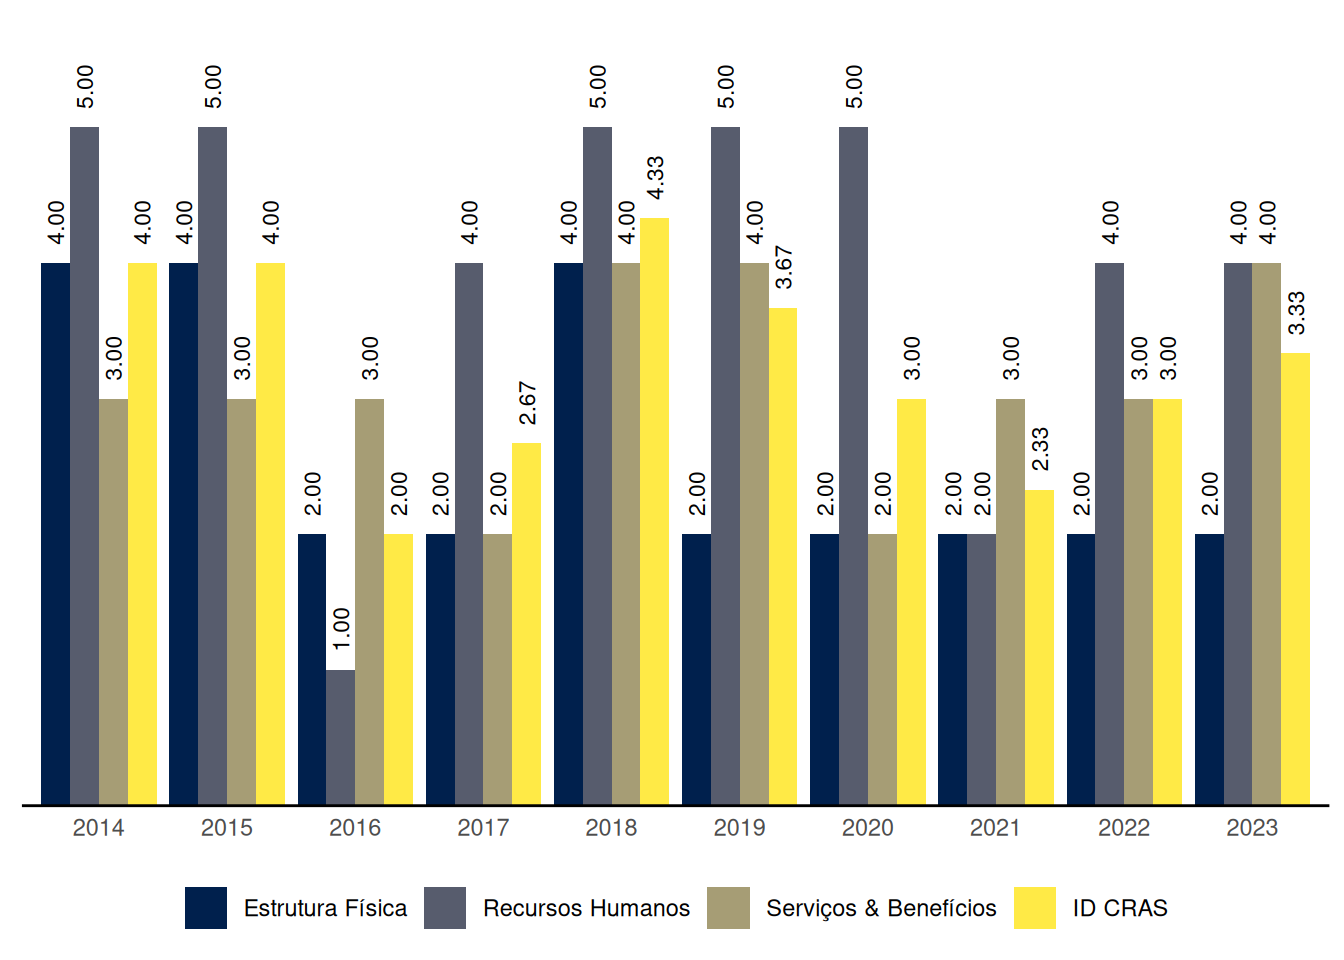 4.00 5.00 3.00 4.00
4.00 5.00 3.00 4.00
2.00 1.00 3.00 2.00
2.00 4.00 2.00 2.67
4.00 5.00 4.00 4.33
2.00 5.00 4.00 3.67
2.00 5.00 2.00 3.00
2.00 2.00 3.00 2.33
2.00 4.00 3.00 3.00
2.00 4.00 4.00 3.33
2014 2015 2016 2017 2018 2019 2020 2021 2022 2023
Estrutura Física Recursos Humanos Serviços & Benefícios ID CRAS